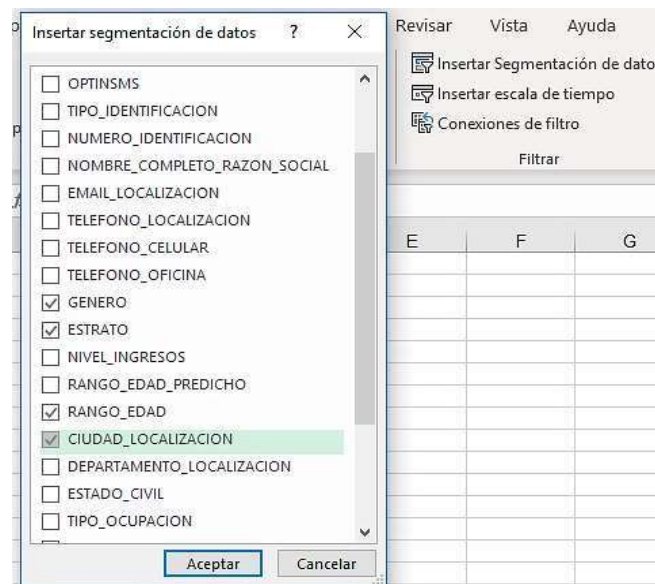 Insertar segmentación de datos ? ×
OPTINSMS
TIPO_IDENTIFICACION
NUMERO_IDENTIFICACION
NOMBRE_COMPLETO_RAZON_SOCIAL
EMAIL_LOCALIZACION
TELEFONO_LOCALIZACION
TELEFONO_CELULAR
TELEFONO_OFICINA
GENERO
ESTRATO
NIVEL_INGRESOS
RANGO_EDAD_PREDICHO
RANGO_EDAD
CIUDAD_LOCALIZACION
DEPARTAMENTO_LOCALIZACION
ESTADO_CIVIL
TIPO_OCUPACION
Aceptar Cancelar
Revisar Vista Ayuda
Insertar Segmentación de dato
Insertar escala de tiempo
Conexiones de filtro
Filtrar
E F G